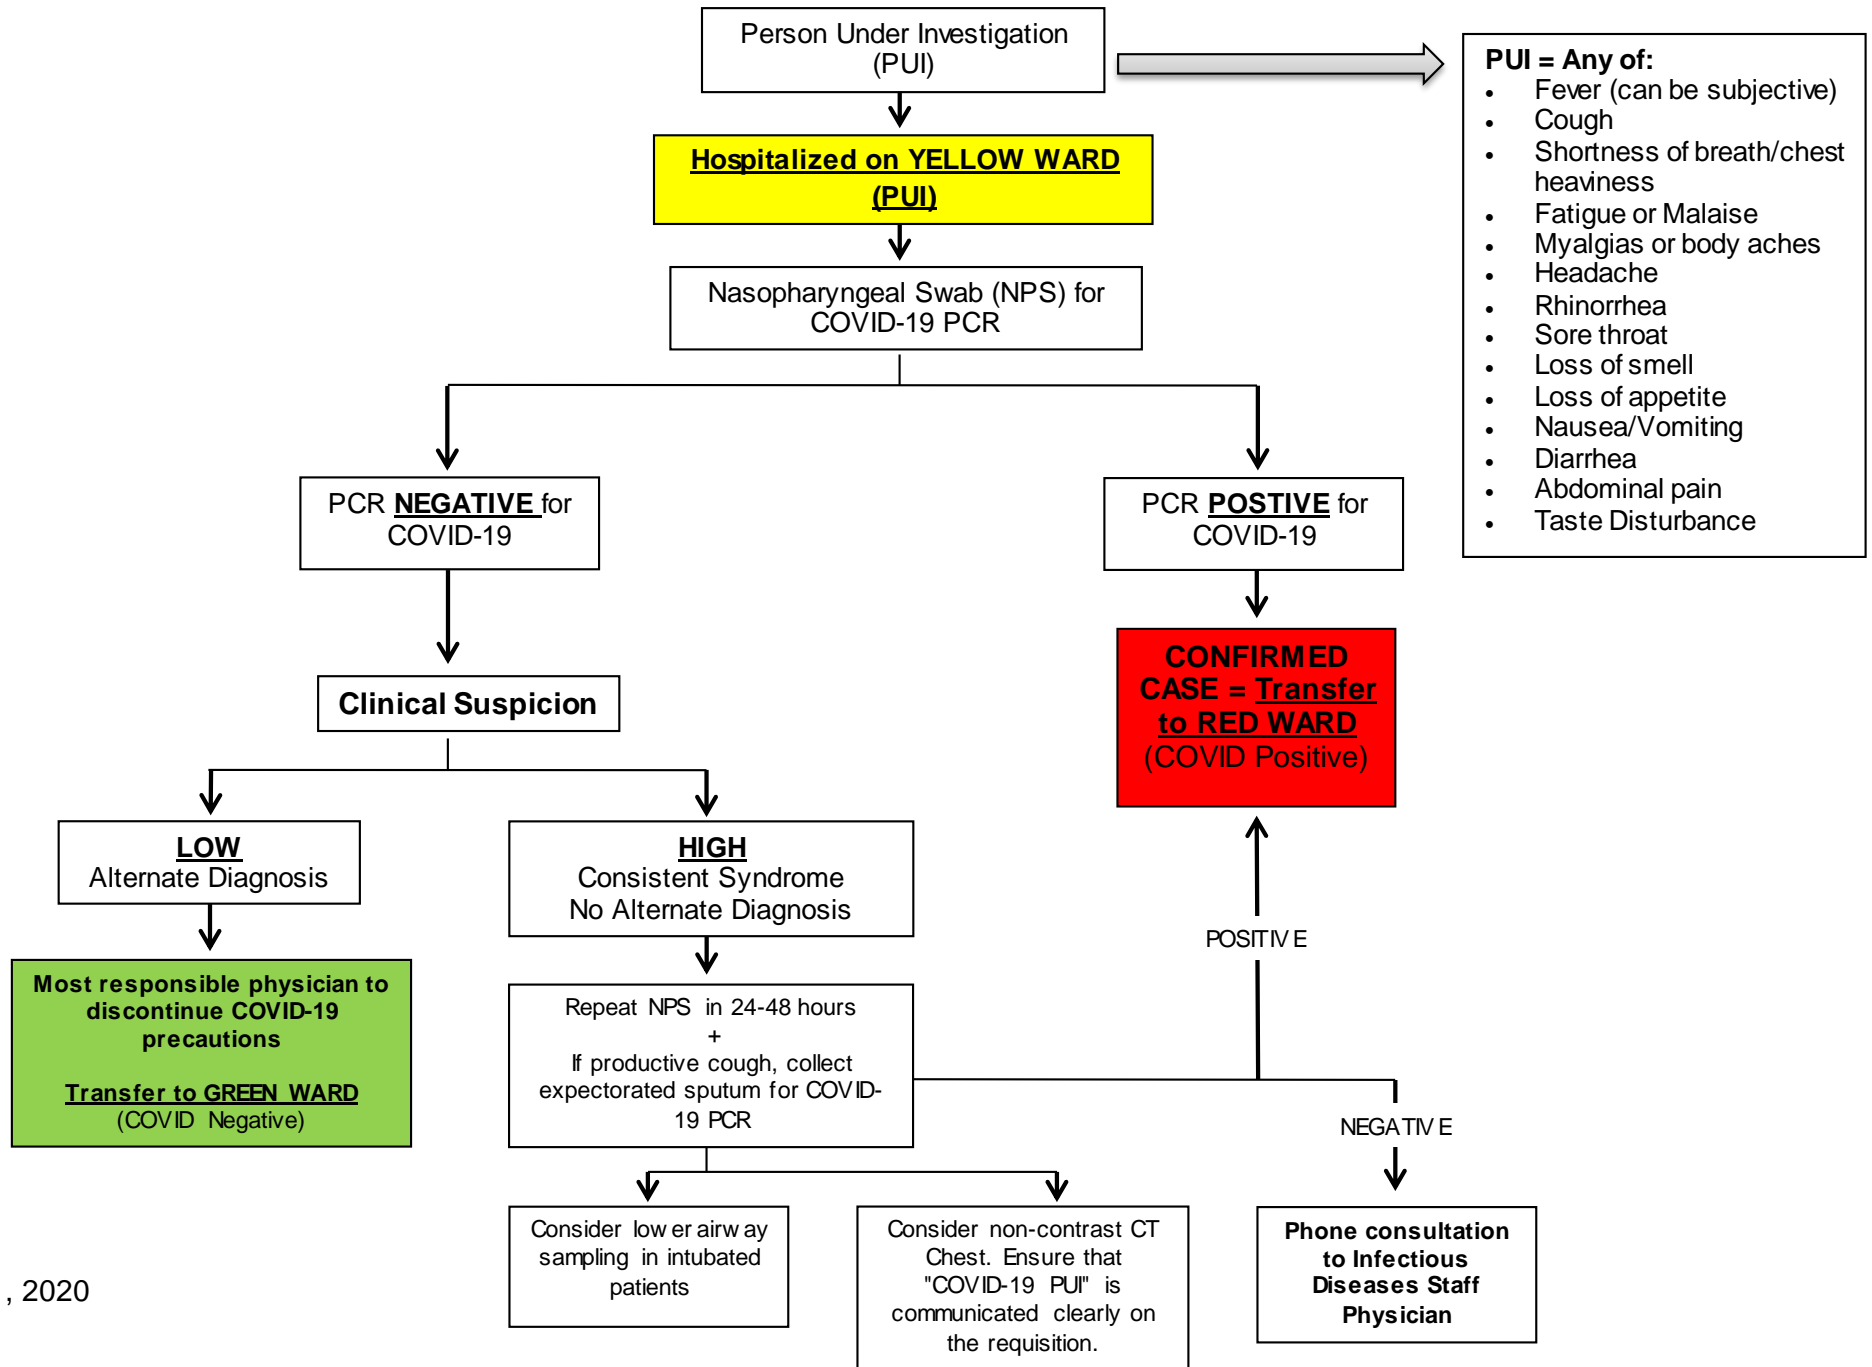 Person Under Investigation
(PUI)
PUI = Any of:
• Fever (can be subjective)
• Cough
• Shortness of breath/chest
heaviness
• Fatigue or Malaise
• Myalgias or body aches
• Headache
• Rhinorrhea
• Sore throat
• Loss of smell
• Loss of appetite
• Nausea/Vomiting
• Diarrhea
• Abdominal pain
• Taste Disturbance
Hospitalized on YELLOW WARD
(PUI)
Nasopharyngeal Swab (NPS) for
COVID-19 PCR
PCR NEGATIVE for
COVID-19
PCR POSTIVE for
COVID-19
Clinical Suspicion
CONFIRMED
CASE = Transfer
to RED WARD
(COVID Positive)
LOW
Alternate Diagnosis
HIGH
Consistent Syndrome
No Alternate Diagnosis
Most responsible physician to
discontinue COVID-19
precautions
Transfer to GREEN WARD
(COVID Negative)
Repeat NPS in 24-48 hours
+
If productive cough, collect
expectorated sputum for COVID-
19 PCR
POSITIVE
NEGATIVE
Consider lower airway
sampling in intubated
patients
Consider non-contrast CT
Chest. Ensure that
"COVID-19 PUI" is
communicated clearly on
the requisition.
Phone consultation
to Infectious
Diseases Staff
Physician
, 2020